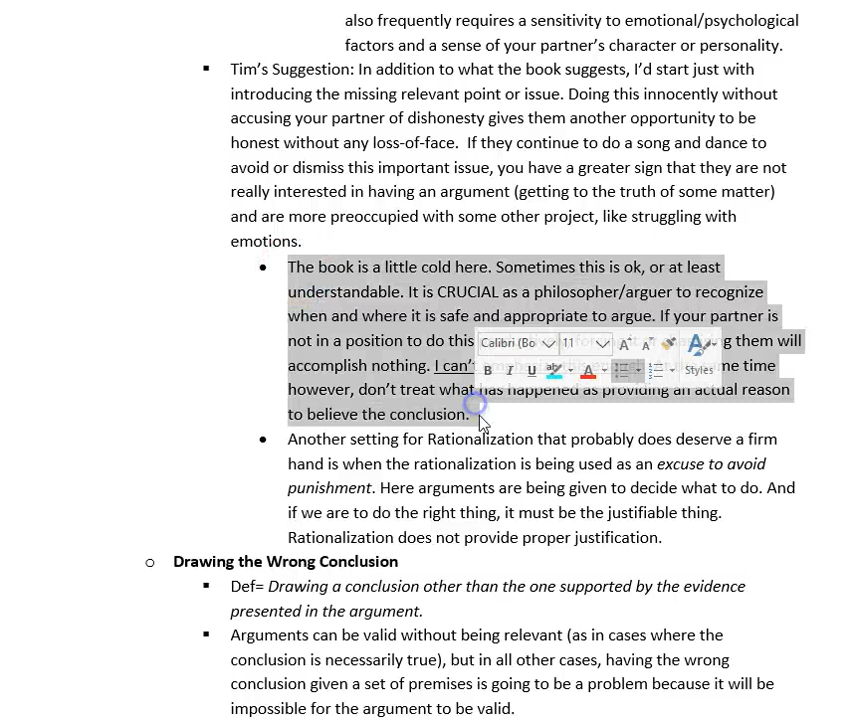 also frequently requires a sensitivity to emotional/psychological
factors and a sense of your partner's character or personality.
▪ Tim's Suggestion: In addition to what the book suggests, I'd start just with
introducing the missing relevant point or issue. Doing this innocently without
accusing your partner of dishonesty gives them another opportunity to be
honest without any loss-of-face.  If they continue to do a song and dance to
avoid or dismiss this important issue, you have a greater sign that they are not
really interested in having an argument (getting to the truth of some matter)
and are more preoccupied with some other project, like struggling with
emotions.
• The book is a little cold here. Sometimes this is ok, or at least
understandable. It is CRUCIAL as a philosopher/arguer to recognize
when and where it is safe and appropriate to argue. If your partner is
not in a position to do this g them will
Calibri (Bo 11 A A A
accomplish nothing. I can't me time
B I U ab A Styles
however, don't treat what has happened as providing an actual reason
to believe the conclusion.
• Another setting for Rationalization that probably does deserve a firm
hand is when the rationalization is being used as an excuse to avoid
punishment. Here arguments are being given to decide what to do. And
if we are to do the right thing, it must be the justifiable thing.
Rationalization does not provide proper justification.
o Drawing the Wrong Conclusion
▪ Def= Drawing a conclusion other than the one supported by the evidence
presented in the argument.
▪ Arguments can be valid without being relevant (as in cases where the
conclusion is necessarily true), but in all other cases, having the wrong
conclusion given a set of premises is going to be a problem because it will be
impossible for the argument to be valid.